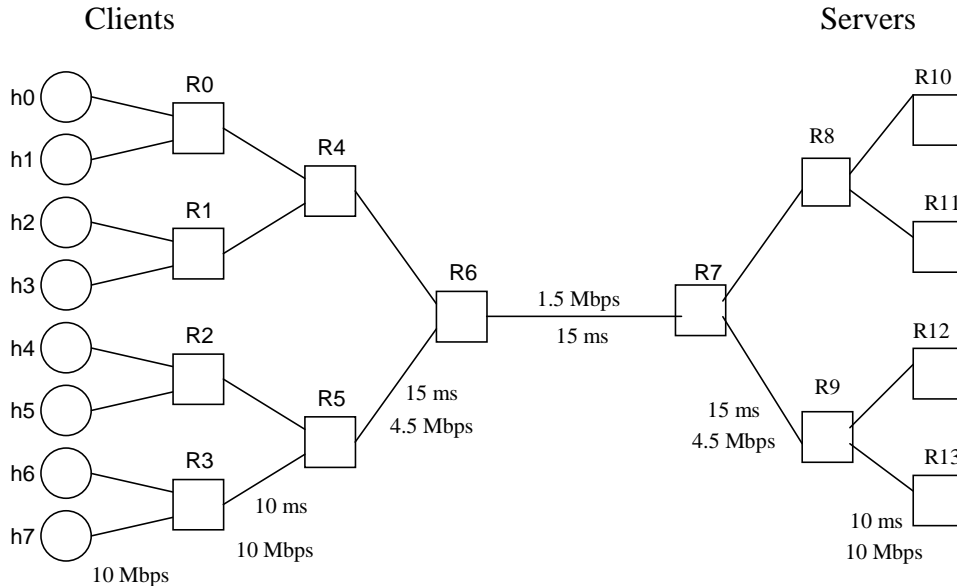 Clients
Servers
h0
R0
R10
h1
R4
R8
h2
R1
R11
h3
R6
R7
1.5 Mbps
15 ms
h4
R2
R12
h5
R5
15 ms
4.5 Mbps
R9
15 ms
4.5 Mbps
h6
R3
R13
h7
10 ms
10 Mbps
10 Mbps
10 ms
10 Mbps